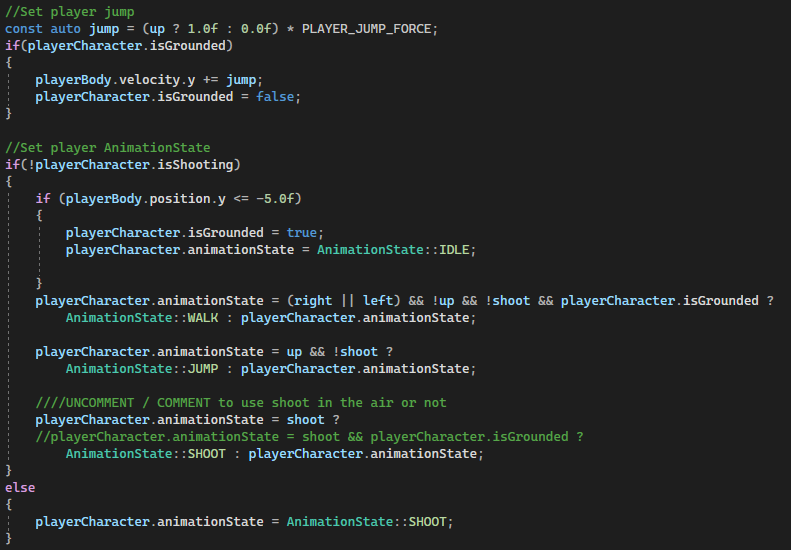 //Set player jump
const auto jump = (up ? 1.0f : 0.0f) * PLAYER_JUMP_FORCE;
if(playerCharacter.isGrounded)
{
    playerBody.velocity.y += jump;
    playerCharacter.isGrounded = false;
}

//Set player AnimationState
if(!playerCharacter.isShooting)
{
    if (playerBody.position.y <= -5.0f)
    {
        playerCharacter.isGrounded = true;
        playerCharacter.animationState = AnimationState::IDLE;

    }
    playerCharacter.animationState = (right || left) && !up && !shoot && playerCharacter.isGrounded ?
        AnimationState::WALK : playerCharacter.animationState;

    playerCharacter.animationState = up && !shoot ?
        AnimationState::JUMP : playerCharacter.animationState;

    ////UNCOMMENT / COMMENT to use shoot in the air or not
    playerCharacter.animationState = shoot ?
    //playerCharacter.animationState = shoot && playerCharacter.isGrounded ?
        AnimationState::SHOOT : playerCharacter.animationState;
}
else
{
    playerCharacter.animationState = AnimationState::SHOOT;
}